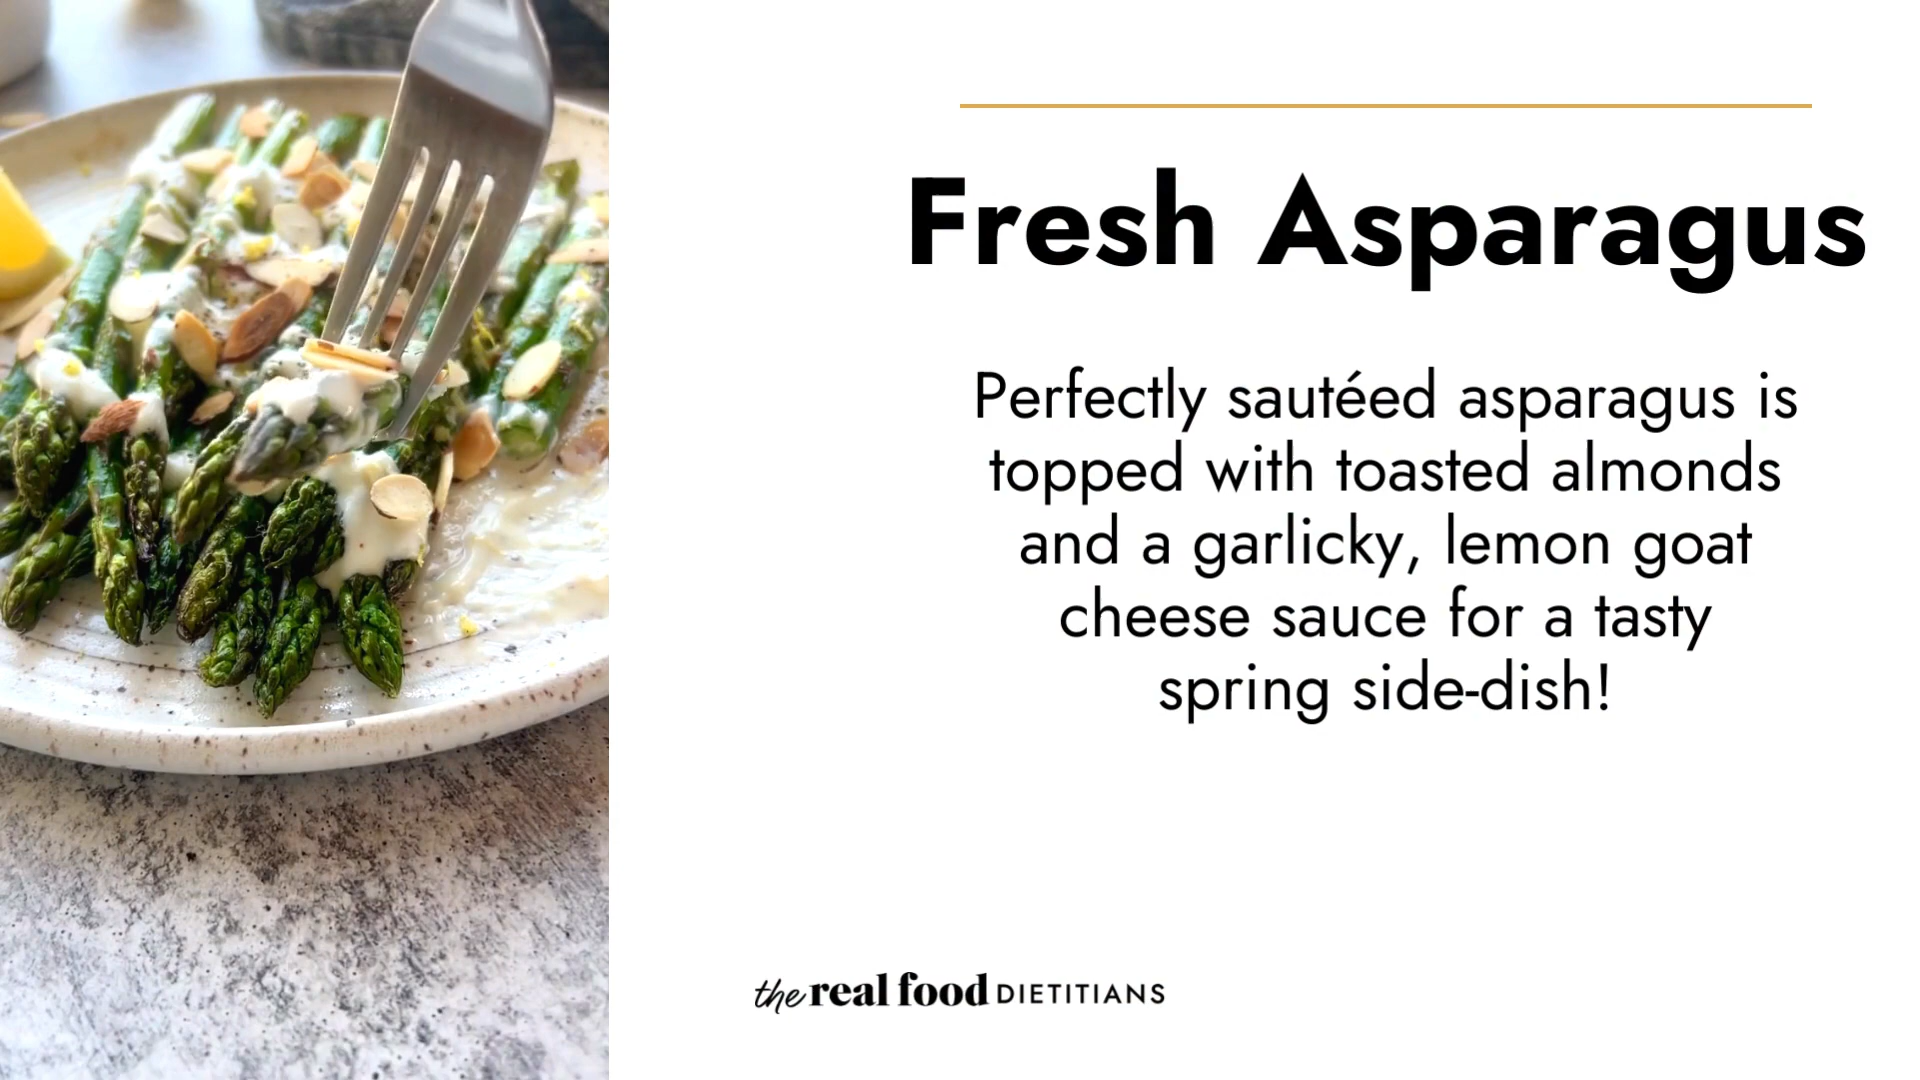 Fresh Asparagus
Perfectly sautéed asparagus is
topped with toasted almonds
and a garlicky, lemon goat
cheese sauce for a tasty
spring side-dish!
the real food DIETITIANS